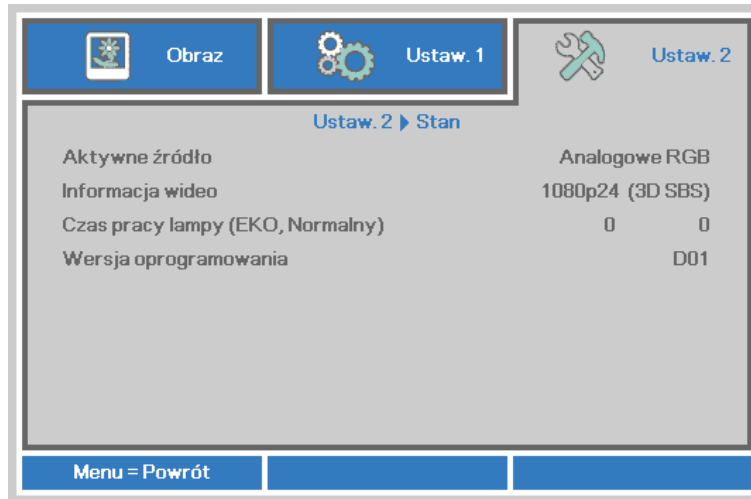 Obraz Ustaw. 1 Ustaw. 2
Ustaw. 2 Stan
Aktywne źródło Analogowe RGB
Informacja wideo 1080p24 (3D SBS)
Czas pracy lampy (EKO, Normalny) 0 0
Wersja oprogramowania D01
Menu = Powrót